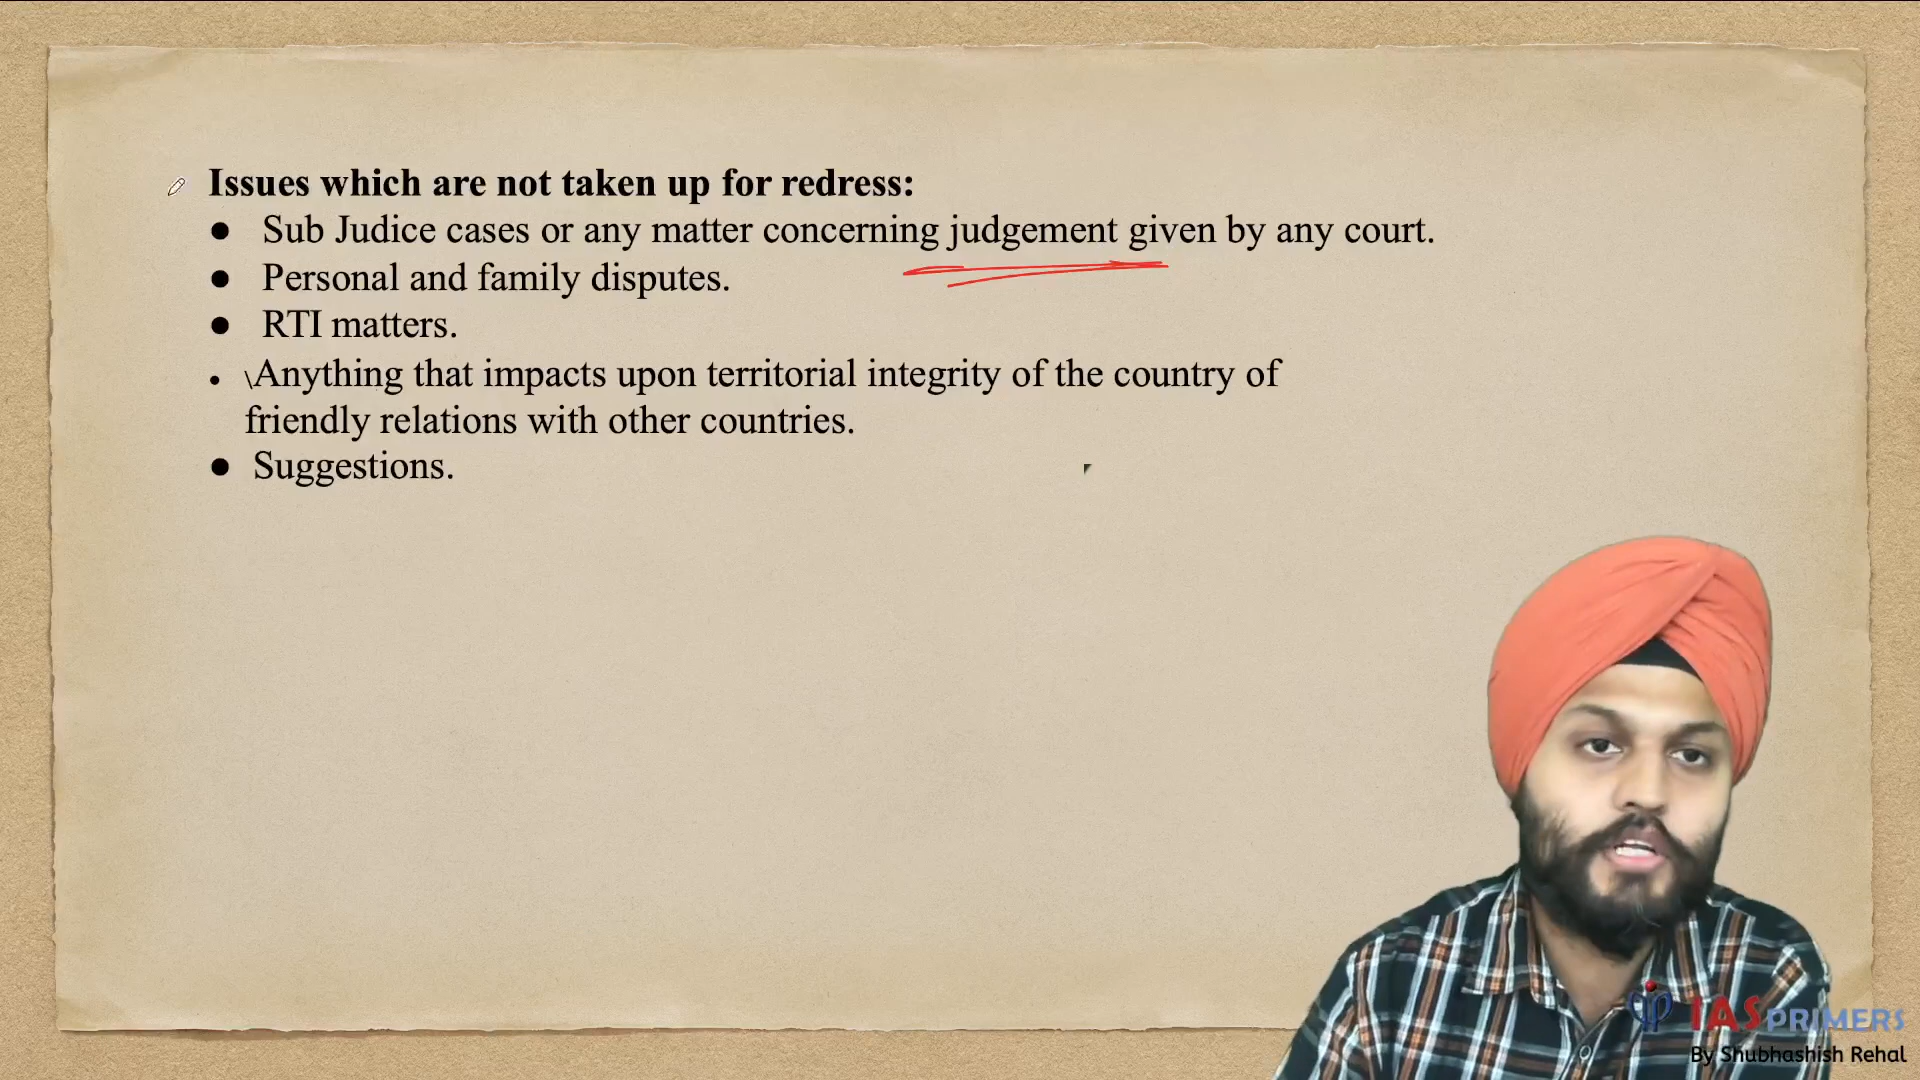 Issues which are not taken up for redress:
● Sub Judice cases or any matter concerning judgement given by any court.
● Personal and family disputes.
● RTI matters.
• \Anything that impacts upon territorial integrity of the country of
friendly relations with other countries.
● Suggestions.
IAS PRIMERS
By Shubhashish Rehal